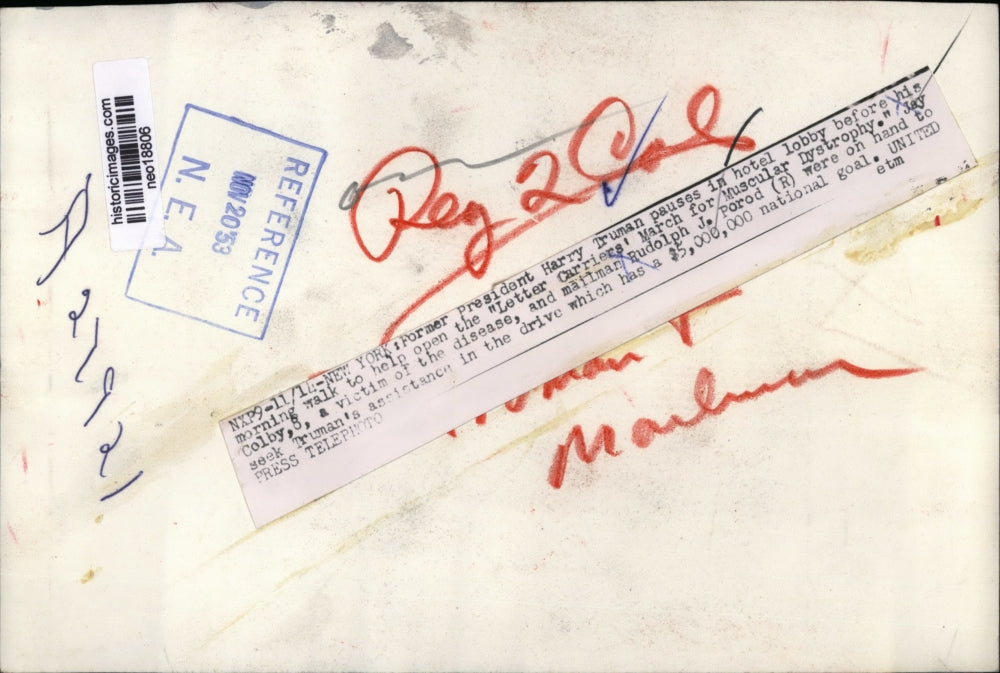 historicimages.com
neo18806
REFERENCE
NOV 20 '53
N. E. A.
Reg 2 Col
NXP9-11/14-NEW YORK:Former President Harry Truman pauses in hotel lobby before his
morning walk to help open the "Letter Carriers' March for Muscular Dystrophy." Jay
Colby,8, a victim of the disease, and mailman Rudolph J. Porod (R) were on hand to
seek Truman's assistance in the drive which has a $5,000,000 national goal. UNITED
PRESS TELEPHOTO etm